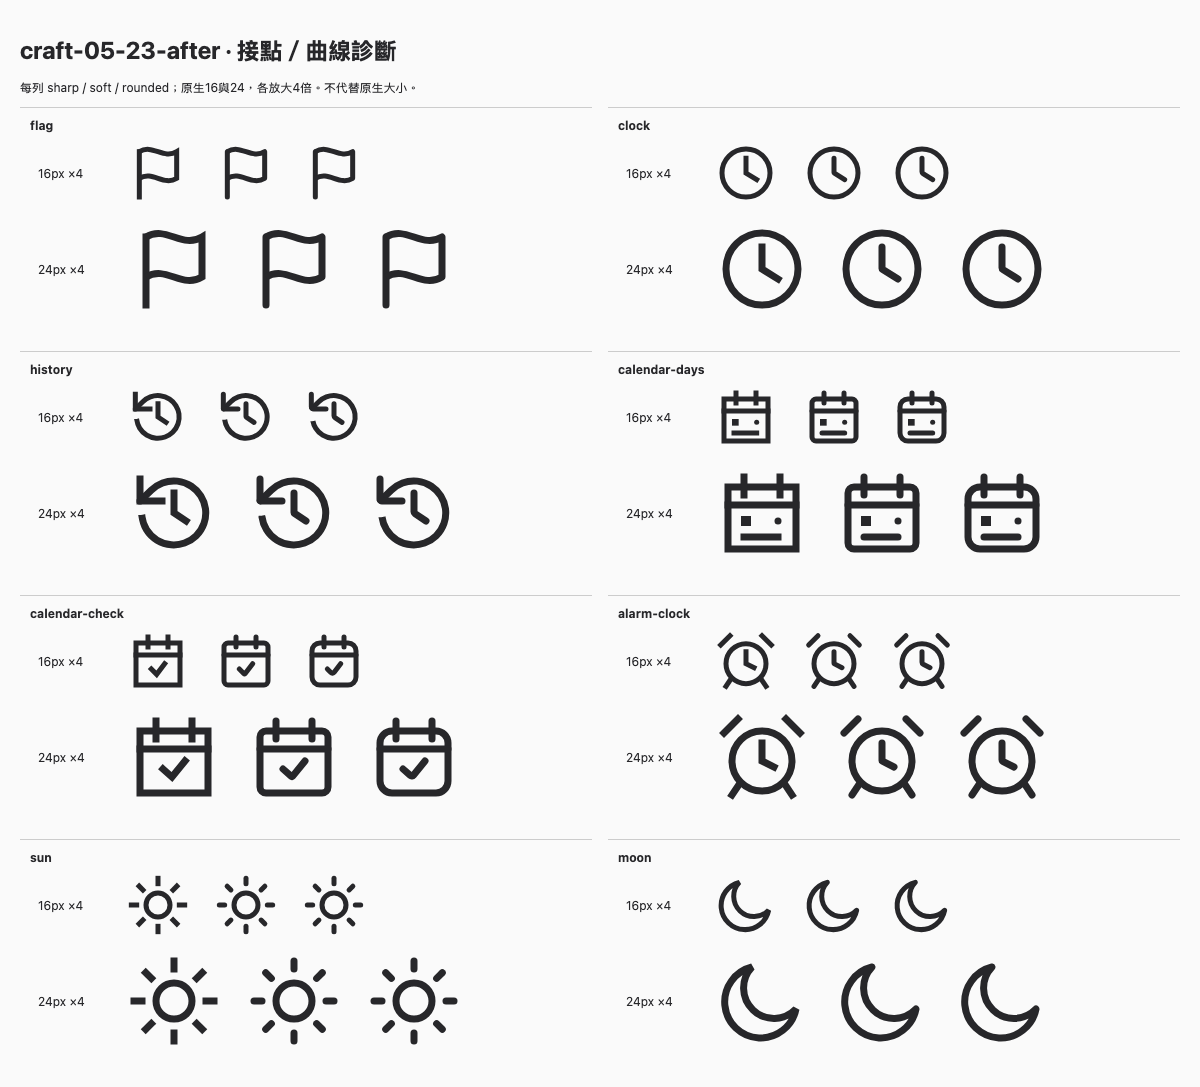 craft-05-23-after · 接點 / 曲線診斷
每列 sharp / soft / rounded；原生16與24，各放大4倍。不代替原生大小。
flag
16px ×4
24px ×4
clock
16px ×4
24px ×4
history
16px ×4
24px ×4
calendar-days
16px ×4
24px ×4
calendar-check
16px ×4
24px ×4
alarm-clock
16px ×4
24px ×4
sun
16px ×4
24px ×4
moon
16px ×4
24px ×4